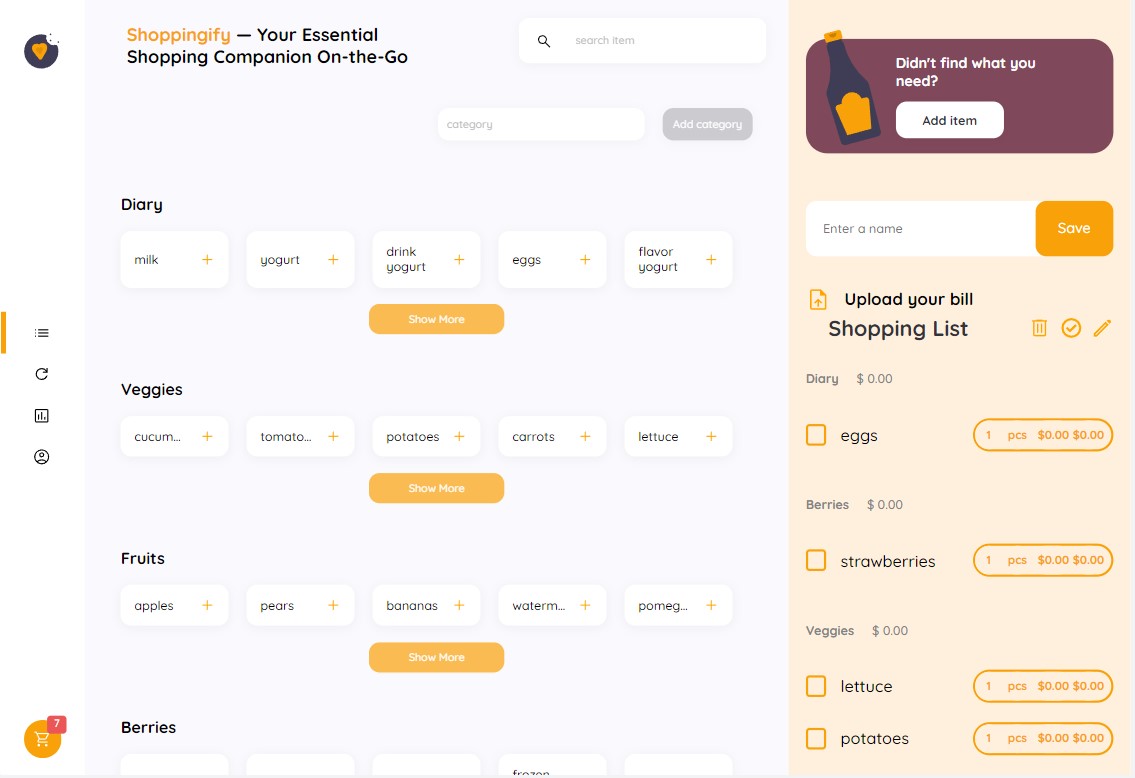 Shoppingify — Your Essential
Shopping Companion On-the-Go
search item
category
Add category
Diary
milk +
yogurt +
drink
yogurt +
eggs +
flavor
yogurt +
Show More
Veggies
cucum... +
tomato... +
potatoes +
carrots +
lettuce +
Show More
Fruits
apples +
pears +
bananas +
waterm... +
pomeg... +
Show More
Berries
frozen
7
Didn't find what you
need?
Add item
Enter a name
Save
Upload your bill
Shopping List
Diary $ 0.00
eggs 1 pcs $0.00 $0.00
Berries $ 0.00
strawberries 1 pcs $0.00 $0.00
Veggies $ 0.00
lettuce 1 pcs $0.00 $0.00
potatoes 1 pcs $0.00 $0.00